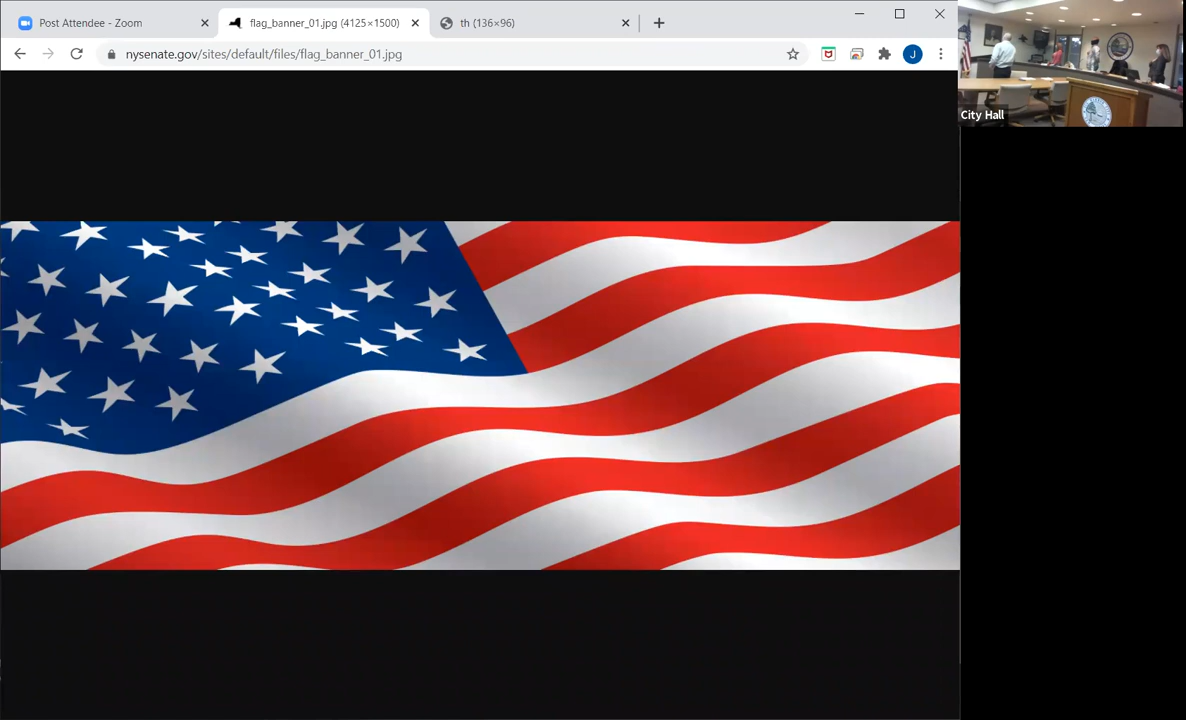 Post Attendee - Zoom
flag_banner_01.jpg (4125×1500)
th (136×96)
nysenate.gov/sites/default/files/flag_banner_01.jpg
J
City Hall